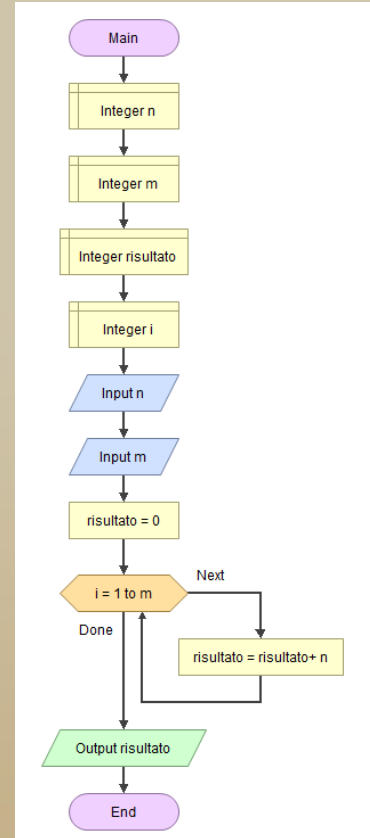 Main
Integer n
Integer m
Integer risultato
Integer i
Input n
Input m
risultato = 0
i = 1 to m
Next
Done
risultato = risultato+ n
Output risultato
End